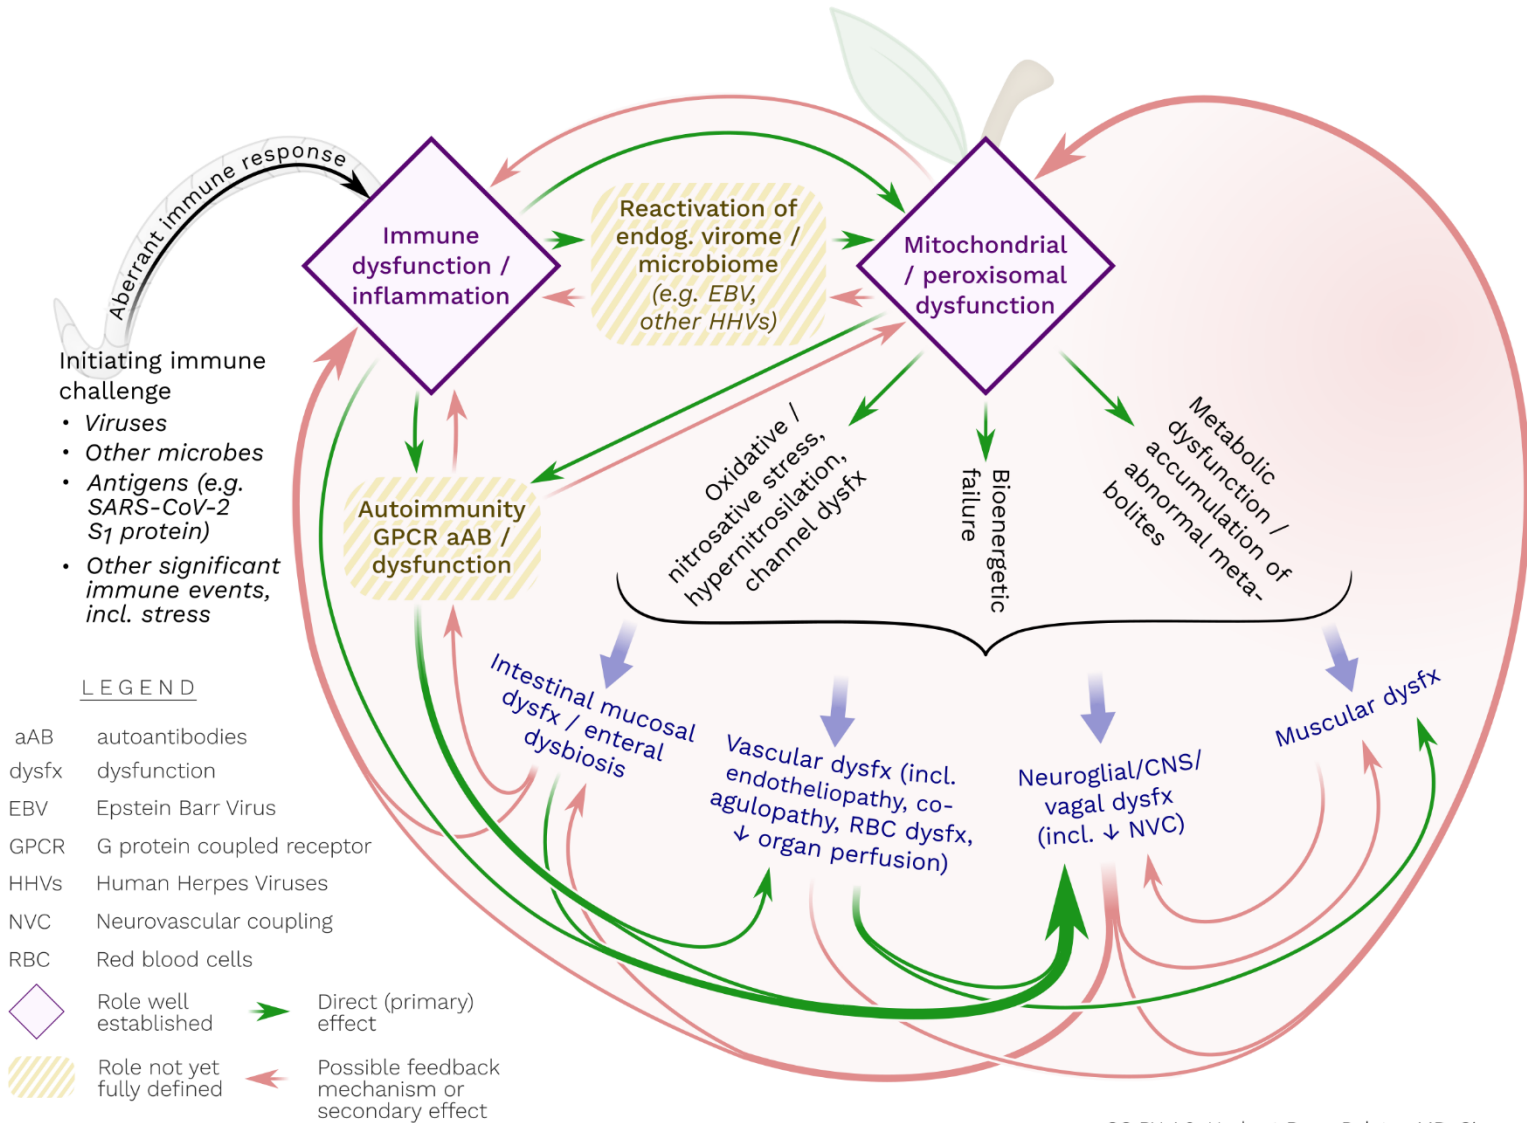 Aberrant immune response
Immune
dysfunction /
inflammation
Reactivation of
endog. virome /
microbiome
(e.g. EBV,
other HHVs)
Mitochondrial
/ peroxisomal
dysfunction
Initiating immune
challenge
• Viruses
• Other microbes
• Antigens (e.g.
SARS-CoV-2
S1 protein)
• Other significant
immune events,
incl. stress
Autoimmunity
GPCR aAB /
dysfunction
Oxidative /
nitrosative stress,
hypernitrosilation,
channel dysfx
Bioenergetic
failure
Metabolic
dysfunction /
accumulation of
abnormal meta-
bolites
Intestinal mucosal
dysfx / enteral
dysbiosis
Vascular dysfx (incl.
endotheliopathy, co-
agulopathy, RBC dysfx,
↓ organ perfusion)
Neuroglial/CNS/
vagal dysfx
(incl. ↓ NVC)
Muscular dysfx
LEGEND
aAB autoantibodies
dysfx dysfunction
EBV Epstein Barr Virus
GPCR G protein coupled receptor
HHVs Human Herpes Viruses
NVC Neurovascular coupling
RBC Red blood cells
Role well
established
Direct (primary)
effect
Role not yet
fully defined
Possible feedback
mechanism or
secondary effect